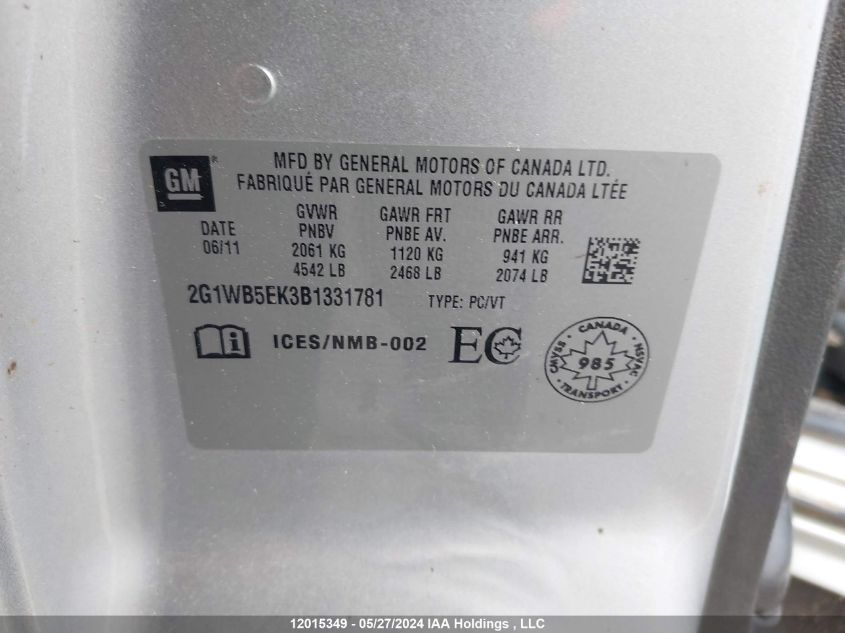 GM
MFD BY GENERAL MOTORS OF CANADA LTD.
FABRIQUÉ PAR GENERAL MOTORS DU CANADA LTÉE
DATE
06/11
GVWR
PNBV
2061 KG
4542 LB
GAWR FRT
PNBE AV.
1120 KG
2468 LB
GAWR RR
PNBE ARR.
941 KG
2074 LB
2G1WB5EK3B1331781 TYPE: PC/VT
i ICES/NMB-002 EC
CANADA
CMVSS 985 NSVAC
TRANSPORT
12015349 - 05/27/2024 IAA Holdings , LLC